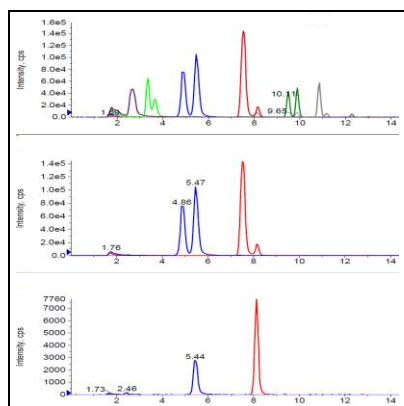 Intensity, cps
1.6e5
1.4e5
1.2e5
1.0e5
8.0e4
6.0e4
4.0e4
2.0e4
0.0
10.11
9.65
2 4 6 8 10 12 14
Intensity, cps
1.4e5
1.2e5
1.0e5
8.0e4
6.0e4
4.0e4
2.0e4
0.0
5.47
4.86
1.76
2 4 6 8 10 12 14
Intensity, cps
7760
7000
6000
5000
4000
3000
2000
1000
0
5.44
1.73 2.46
2 4 6 8 10 12 14